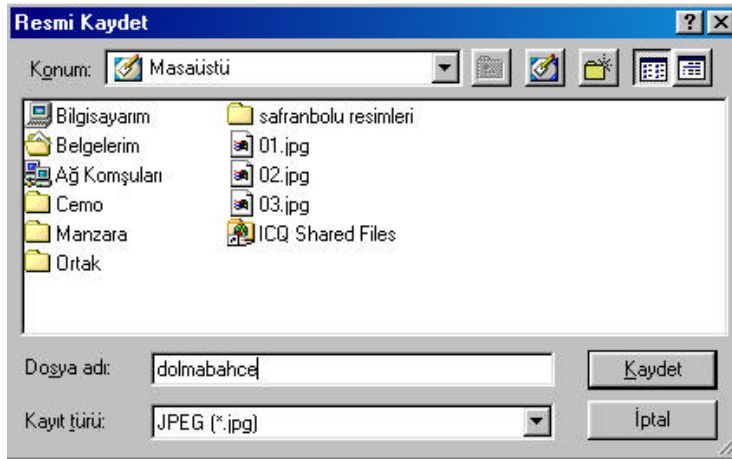 Resmi Kaydet
Konum: Masaüstü
Bilgisayarım
Belgelerim
Ağ Komşuları
Cemo
Manzara
Ortak
safranbolu resimleri
01.jpg
02.jpg
03.jpg
ICQ Shared Files
Dosya adı: dolmabahce
Kaydet
Kayıt türü: JPEG (*.jpg)
İptal